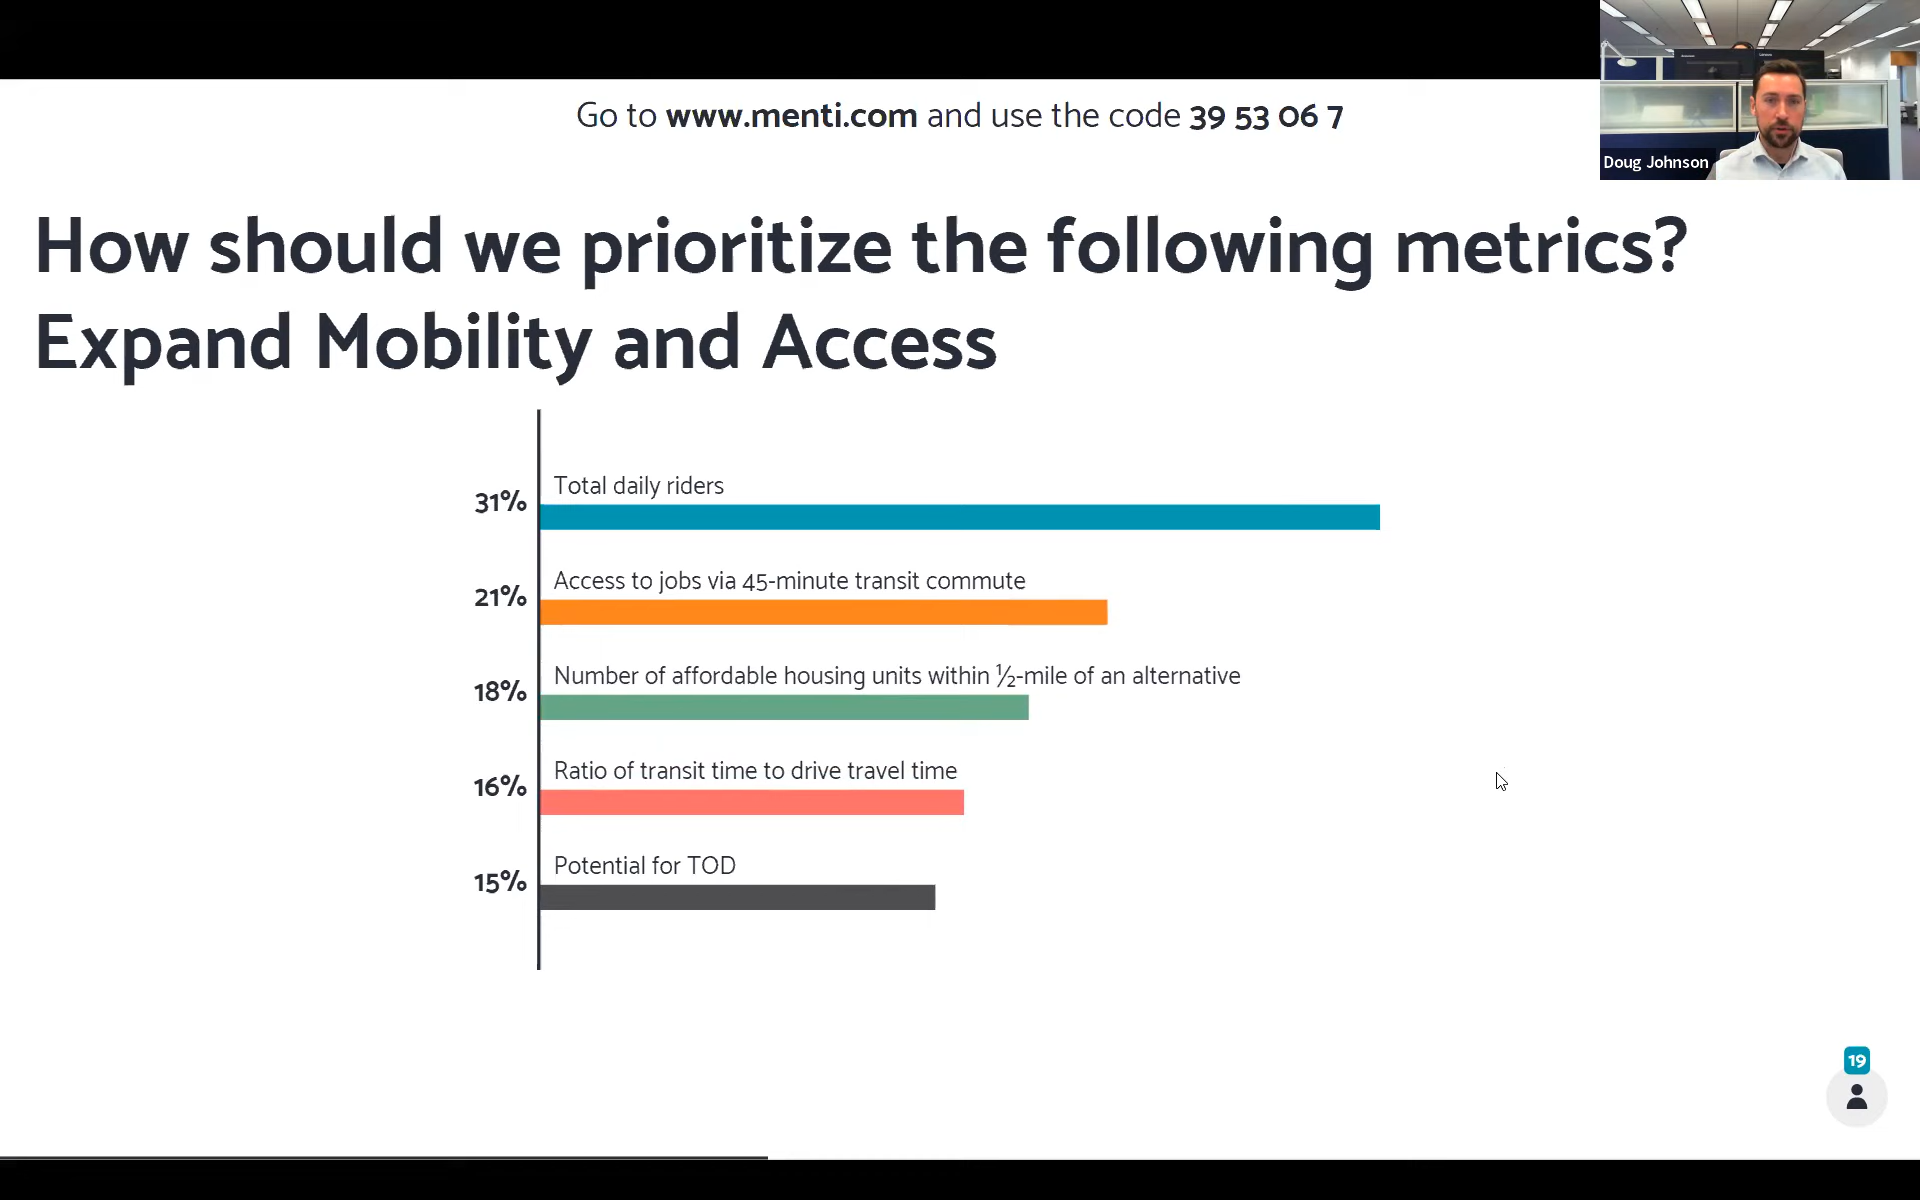 Go to www.menti.com and use the code 39 53 06 7
Doug Johnson
How should we prioritize the following metrics?
Expand Mobility and Access
Total daily riders
31%
Access to jobs via 45-minute transit commute
21%
Number of affordable housing units within ½-mile of an alternative
18%
Ratio of transit time to drive travel time
16%
Potential for TOD
15%
19